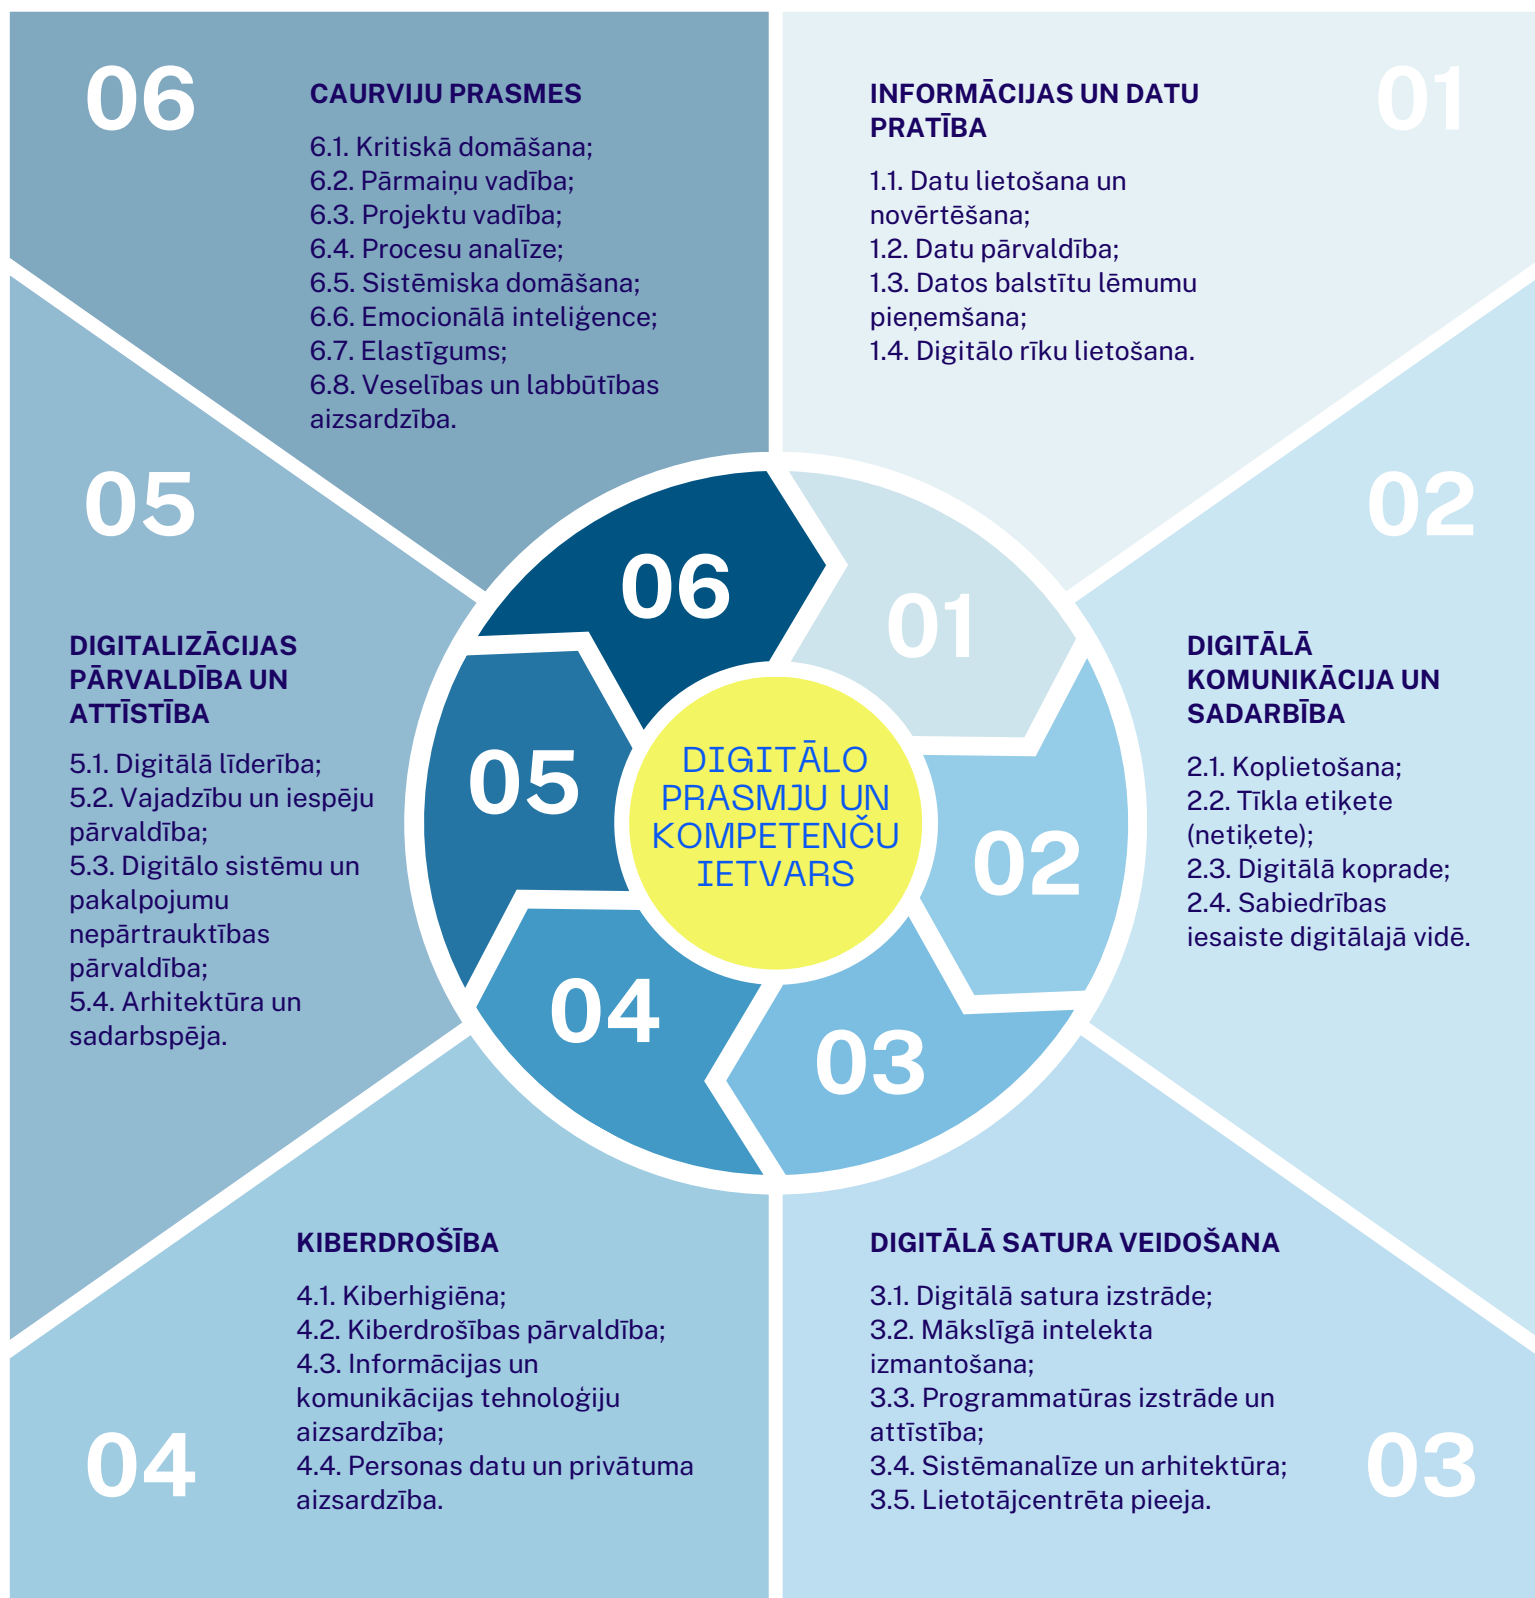 06
CAURVIJU PRASMES
6.1. Kritiskā domāšana;
6.2. Pārmaiņu vadība;
6.3. Projektu vadība;
6.4. Procesu analīze;
6.5. Sistēmiska domāšana;
6.6. Emocionālā inteliģence;
6.7. Elastīgums;
6.8. Veselības un labbūtības
aizsardzība.
INFORMĀCIJAS UN DATU
PRATĪBA
01
1.1. Datu lietošana un
novērtēšana;
1.2. Datu pārvaldība;
1.3. Datos balstītu lēmumu
pieņemšana;
1.4. Digitālo rīku lietošana.
05
DIGITALIZĀCIJAS
PĀRVALDĪBA UN
ATTĪSTĪBA
5.1. Digitālā līderība;
5.2. Vajadzību un iespēju
pārvaldība;
5.3. Digitālo sistēmu un
pakalpojumu
nepārtrauktības
pārvaldība;
5.4. Arhitektūra un
sadarbspēja.
06
01
05
02
04
03
DIGITĀLO
PRASMJU UN
KOMPETENČU
IETVARS
02
DIGITĀLĀ
KOMUNIKĀCIJA UN
SADARBĪBA
2.1. Koplietošana;
2.2. Tīkla etiķete
(netiķete);
2.3. Digitālā koprade;
2.4. Sabiedrības
iesaiste digitālajā vidē.
KIBERDROŠĪBA
4.1. Kiberhigiēna;
4.2. Kiberdrošības pārvaldība;
4.3. Informācijas un
komunikācijas tehnoloģiju
aizsardzība;
4.4. Personas datu un privātuma
aizsardzība.
04
DIGITĀLĀ SATURA VEIDOŠANA
3.1. Digitālā satura izstrāde;
3.2. Mākslīgā intelekta
izmantošana;
3.3. Programmatūras izstrāde un
attīstība;
3.4. Sistēmanalīze un arhitektūra;
3.5. Lietotājcentrēta pieeja.
03